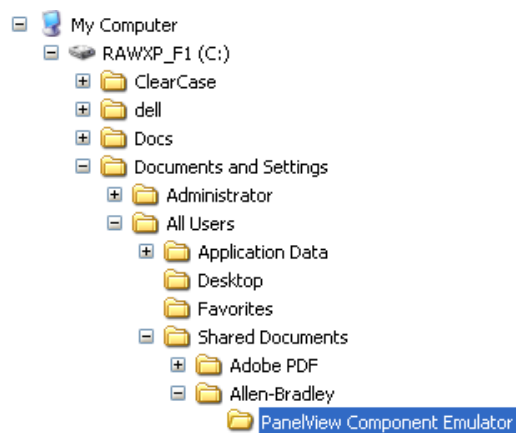 My Computer
RAWXP_F1 (C:)
ClearCase
dell
Docs
Documents and Settings
Administrator
All Users
Application Data
Desktop
Favorites
Shared Documents
Adobe PDF
Allen-Bradley
PanelView Component Emulator